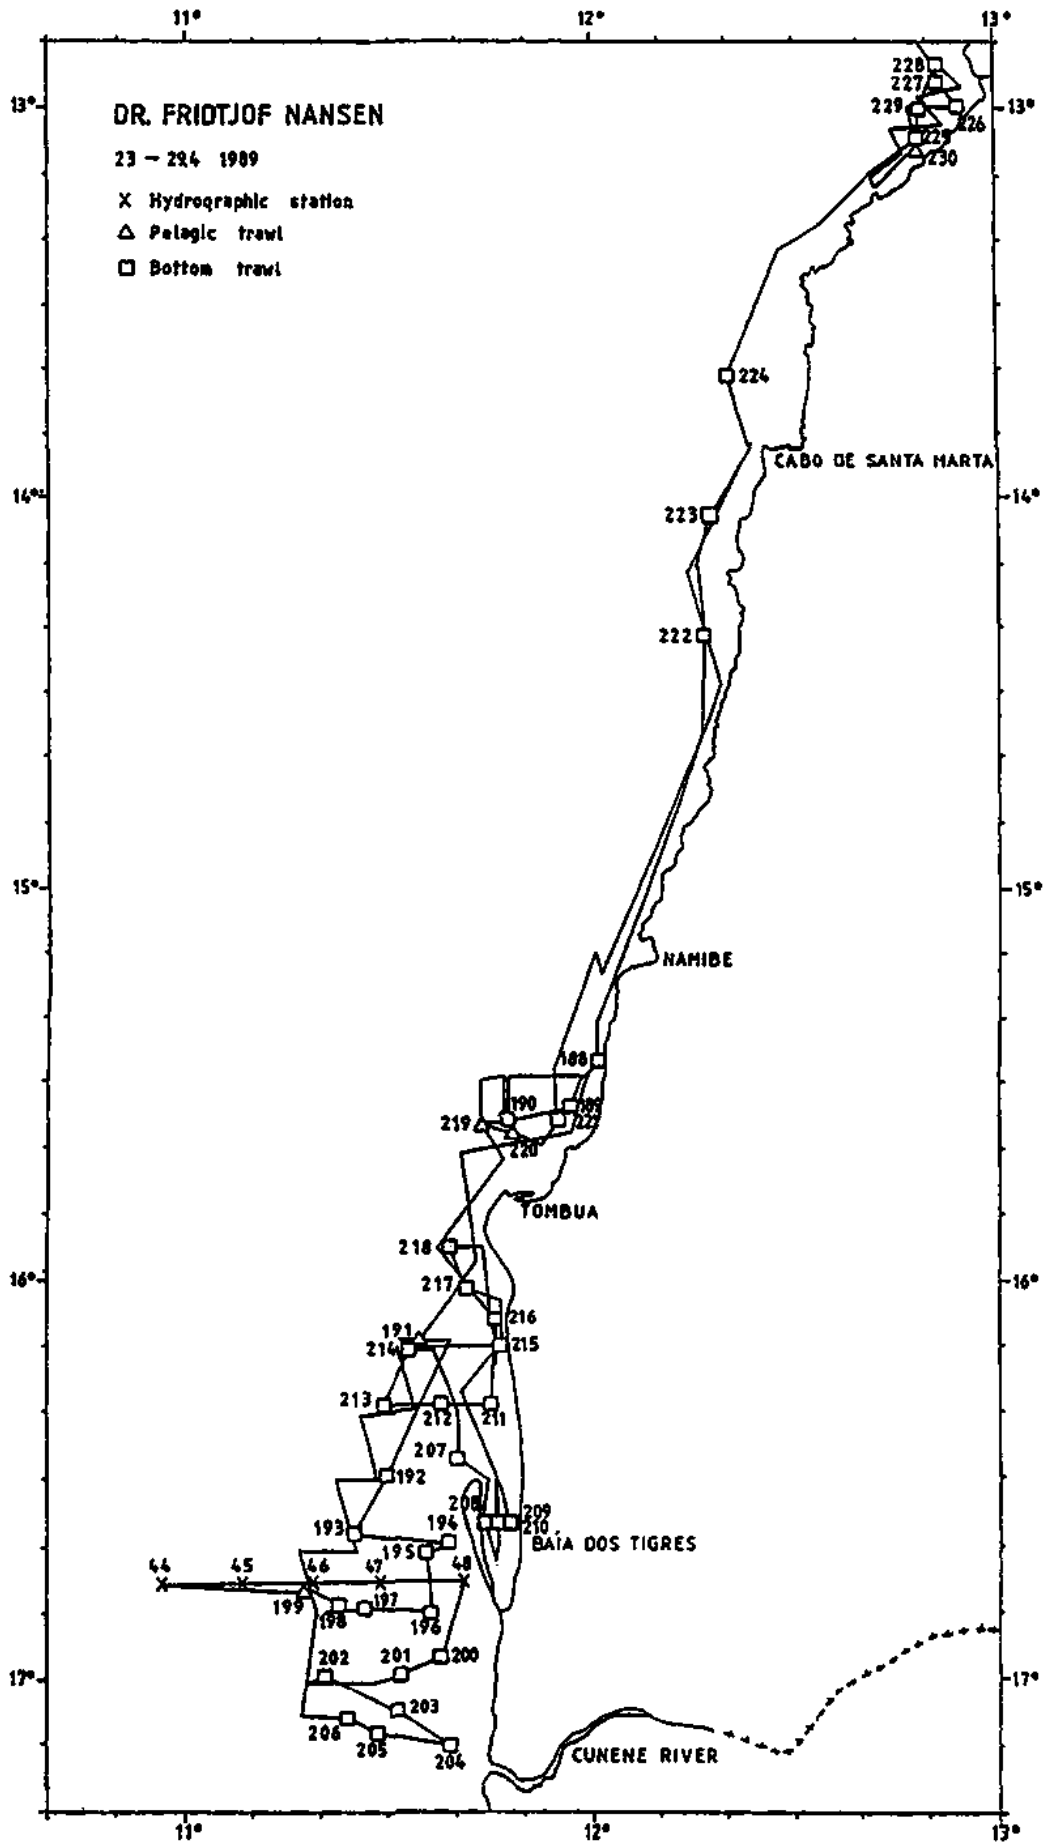 11° 12° 13°
DR. FRIDTJOF NANSEN
23 - 29.4 1989
X Hydrographic station
△ Pelagic trawl
□ Bottom trawl
228
227
13° 13°
229
226
225
230
224
CABO DE SANTA MARTA
14° 14°
223
222
15° 15°
NAMIBE
188
190
189
219
221
220
TOMBUA
218
16° 16°
217
216
191
215
214
213
212 211
207
192
208 209
210
193 194
BAÍA DOS TIGRES
195
44 45 46 47 48
199 198 197
196
202 201 200
17° 17°
203
206 205 204
CUNENE RIVER
11° 12° 13°